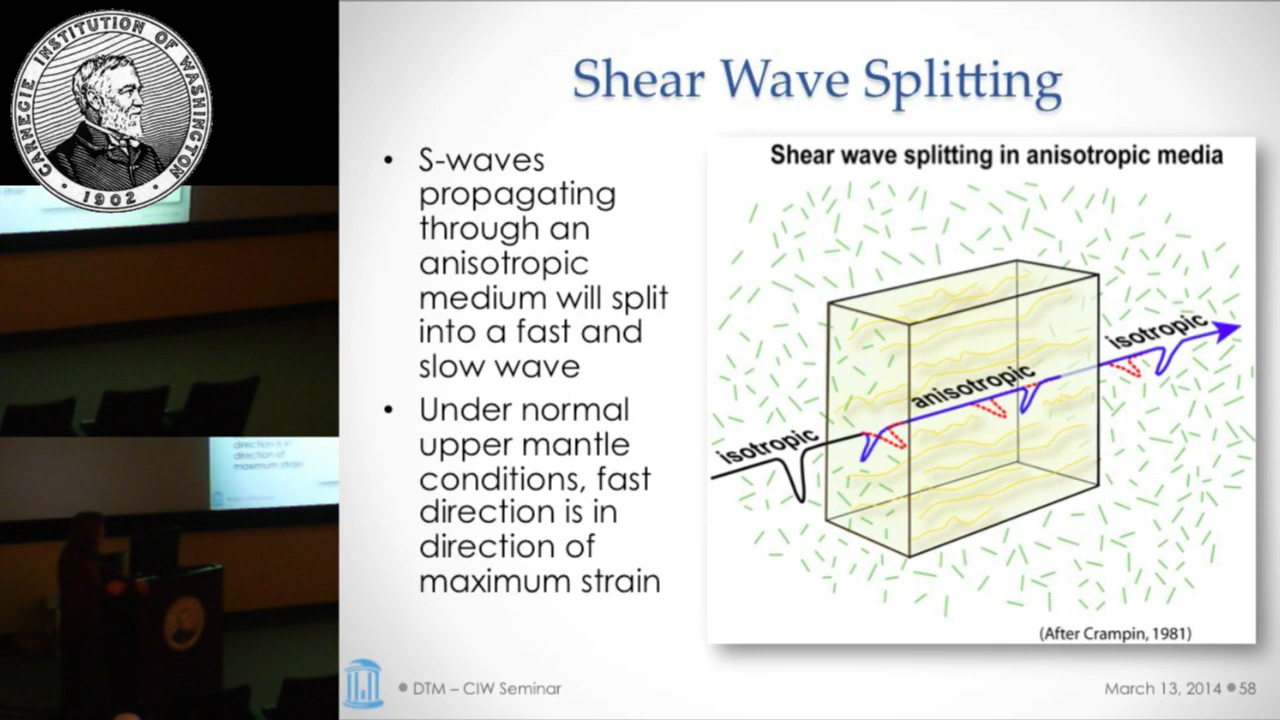 CARNEGIE INSTITUTION OF WASHINGTON
1902
Shear Wave Splitting
• S-waves
propagating
through an
anisotropic
medium will split
into a fast and
slow wave
• Under normal
upper mantle
conditions, fast
direction is in
direction of
maximum strain
Shear wave splitting in anisotropic media
isotropic
anisotropic
isotropic
(After Crampin, 1981)
direction is in
direction of
maximum strain
• DTM – CIW Seminar
March 13, 2014 • 58